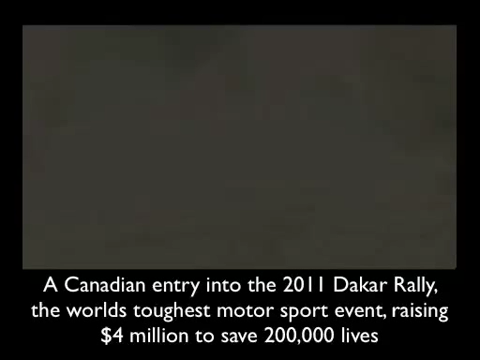 A Canadian entry into the 2011 Dakar Rally,
the worlds toughest motor sport event, raising
$4 million to save 200,000 lives